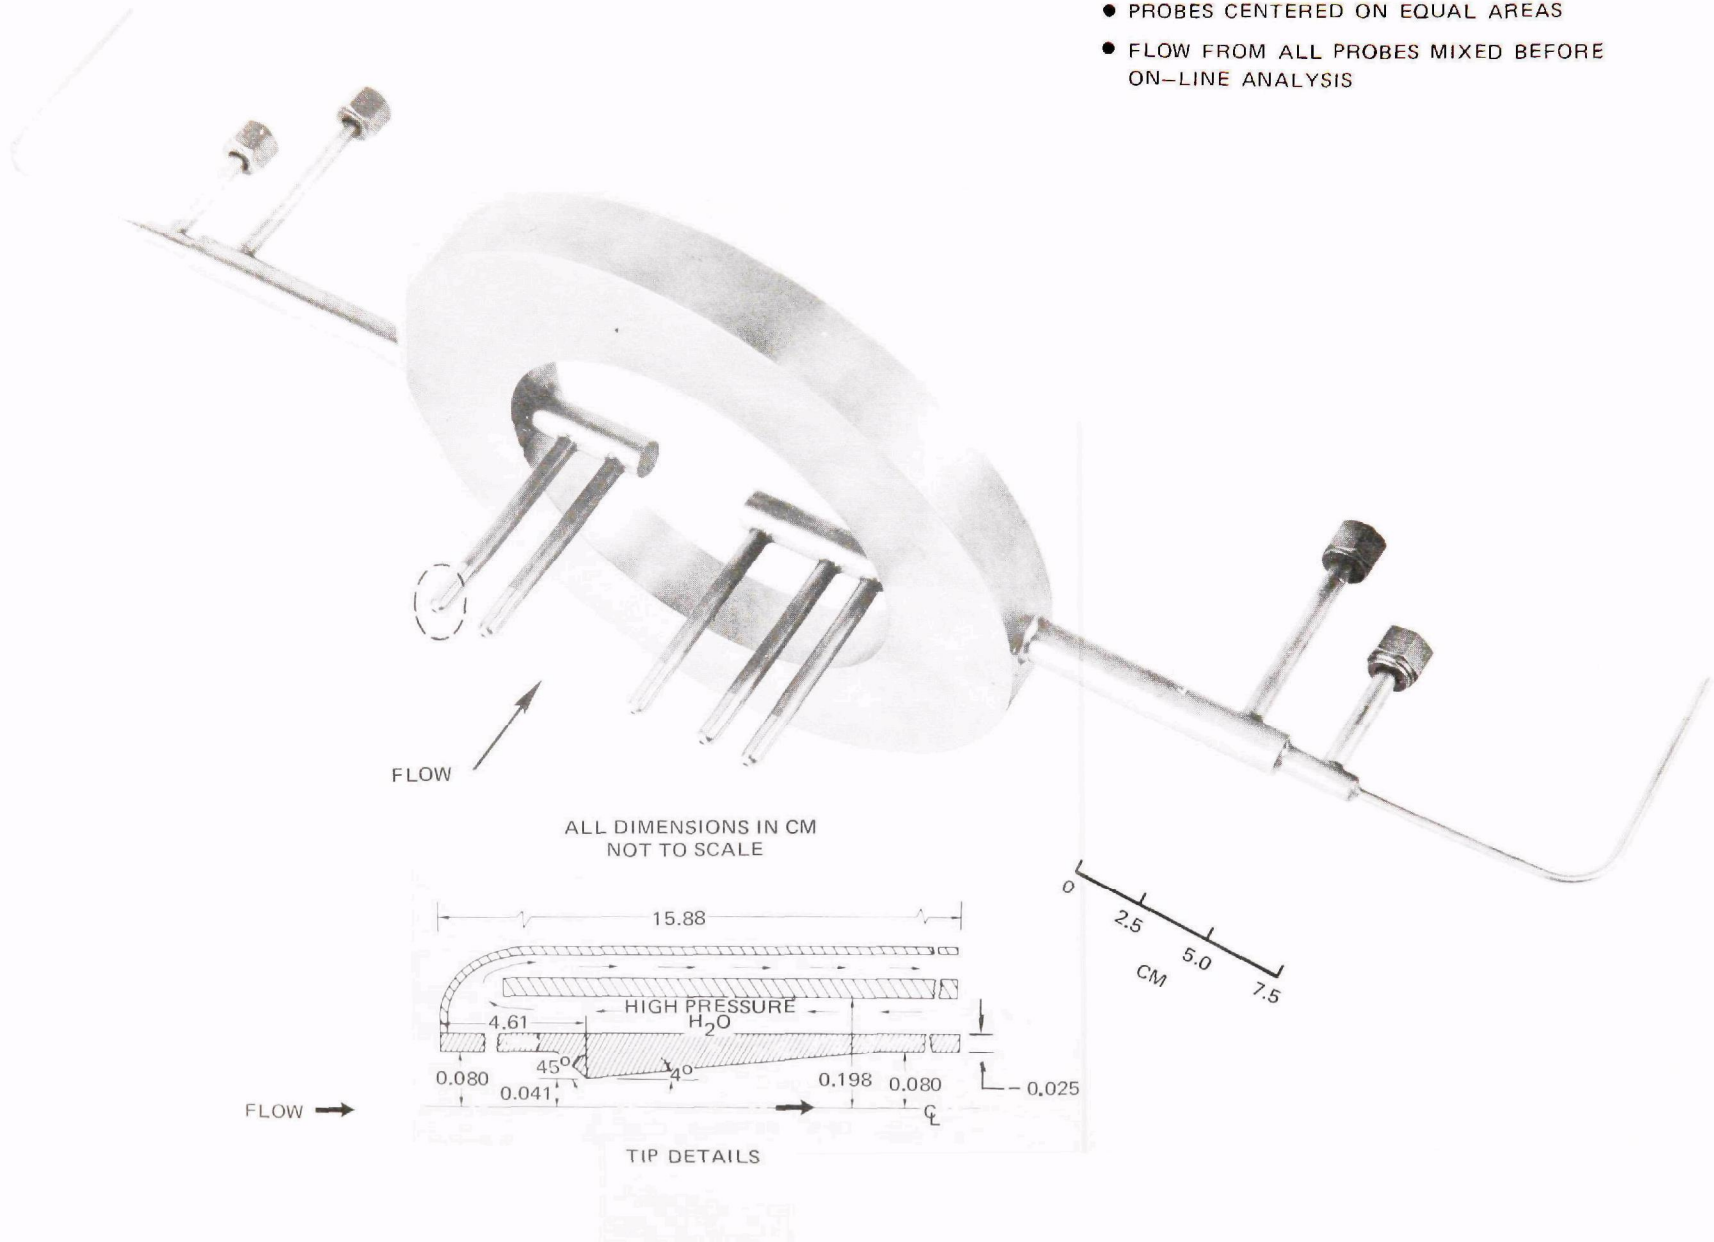 ● PROBES CENTERED ON EQUAL AREAS
● FLOW FROM ALL PROBES MIXED BEFORE
ON–LINE ANALYSIS
FLOW
ALL DIMENSIONS IN CM
NOT TO SCALE
0
2.5
5.0
7.5
CM
15.88
HIGH PRESSURE
H2O
4.61
45°
4°
0.080
0.041
0.198
0.080
0.025
FLOW
℄
TIP DETAILS